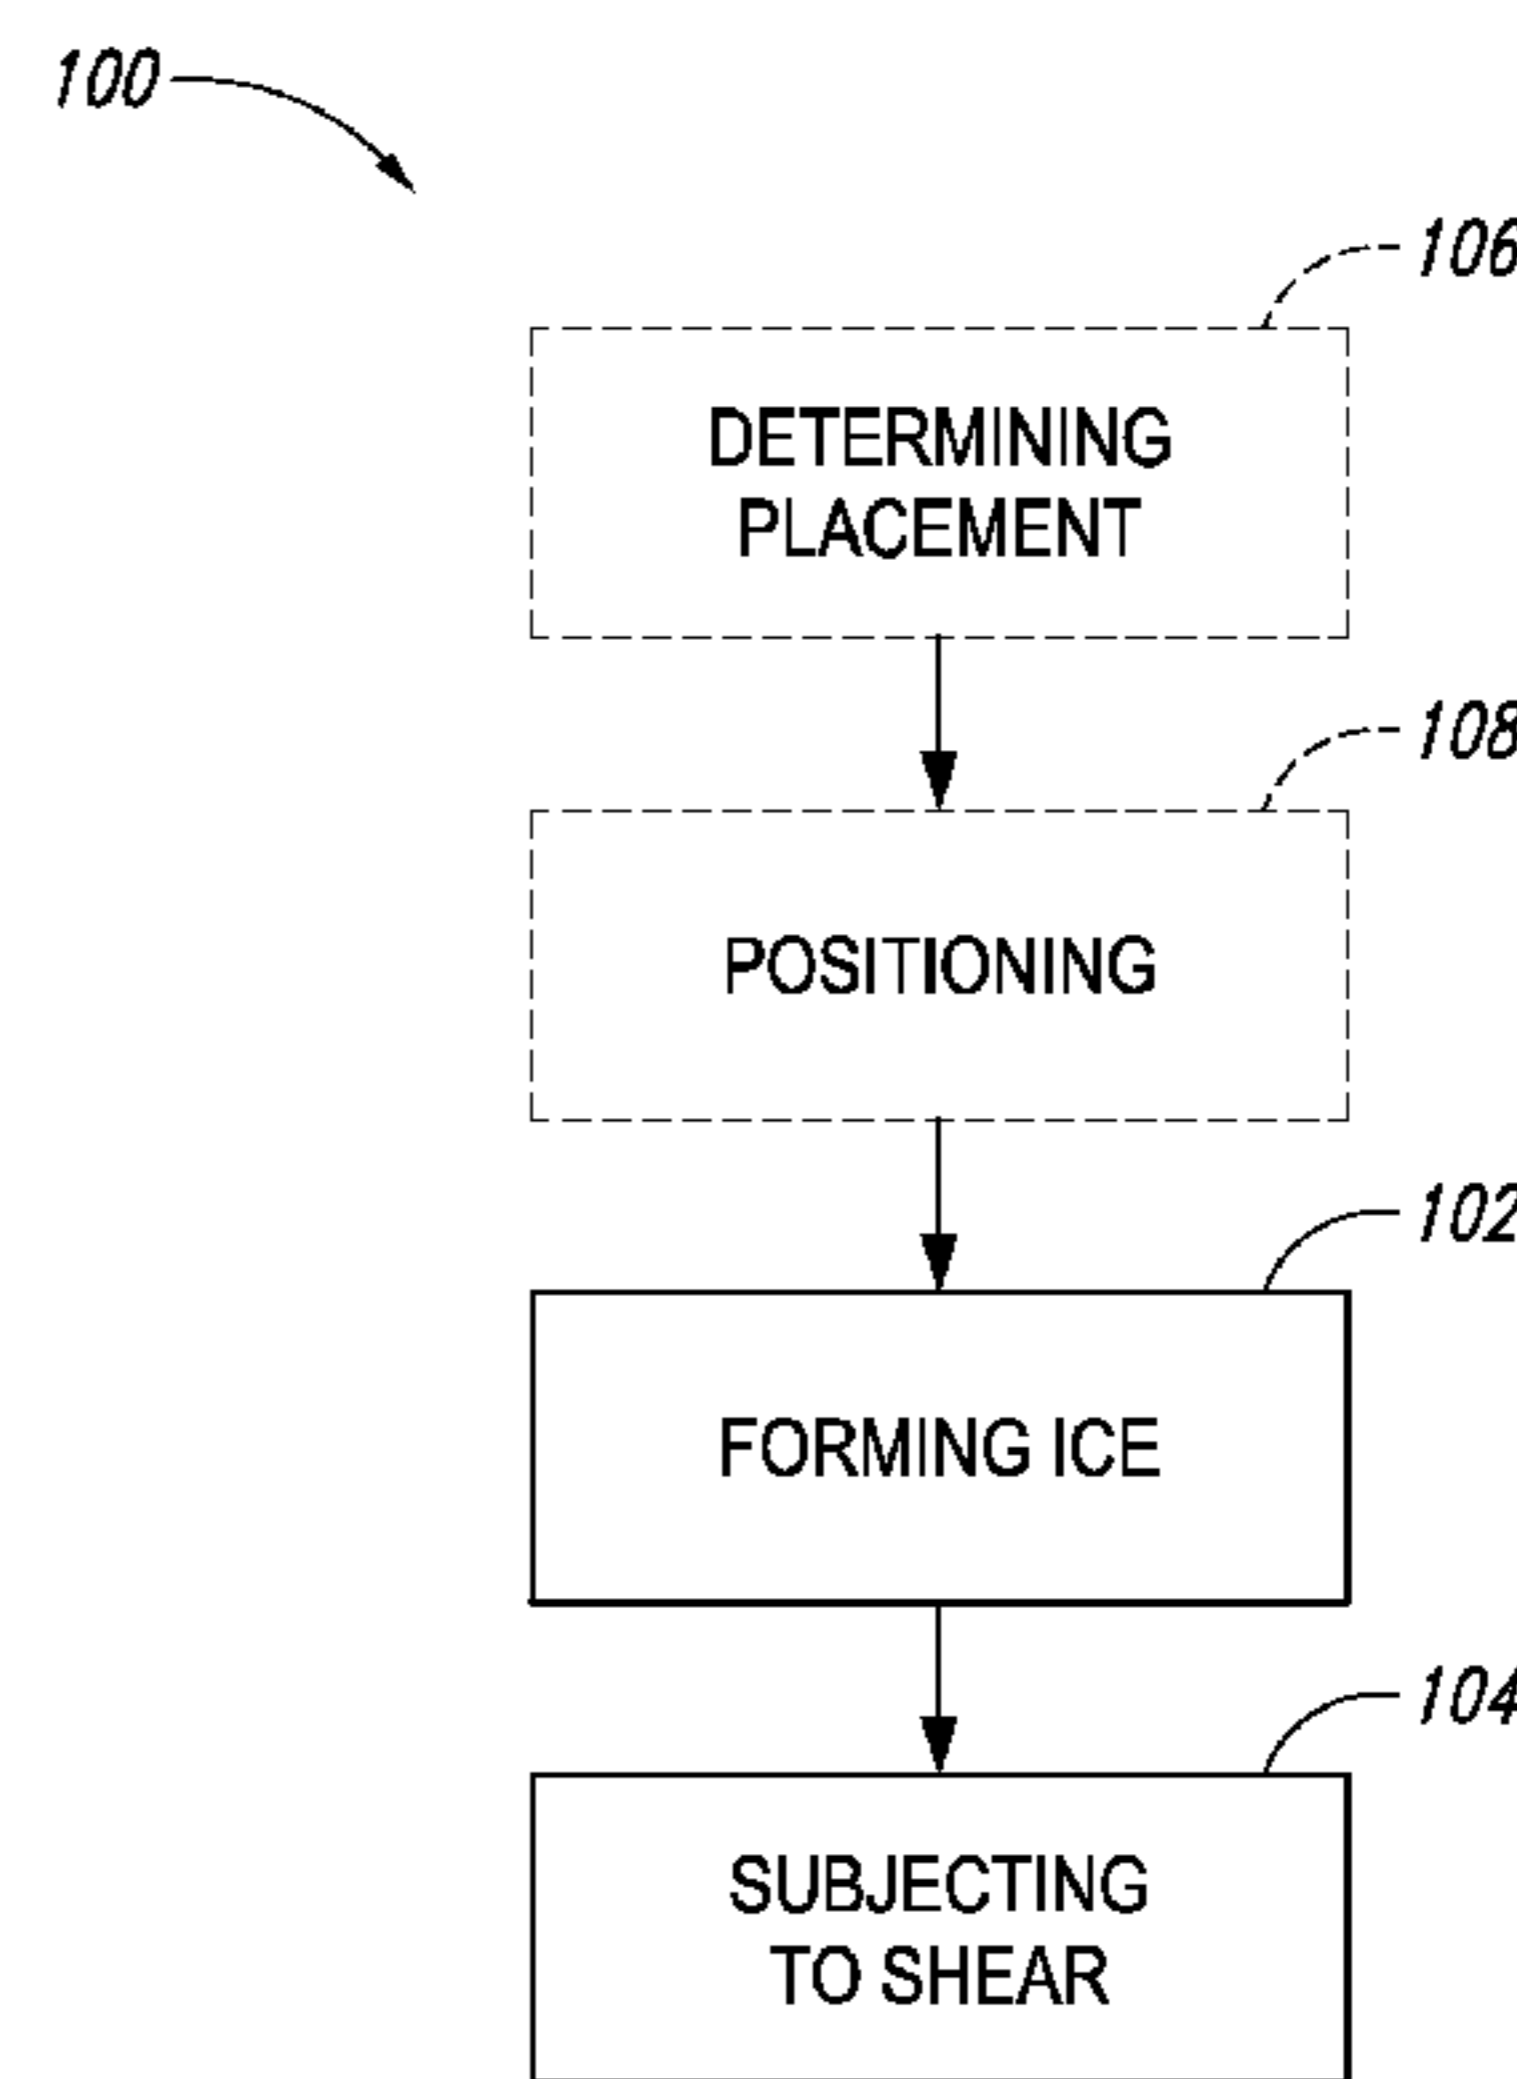 100
106
DETERMINING
PLACEMENT
108
POSITIONING
102
FORMING ICE
104
SUBJECTING
TO SHEAR